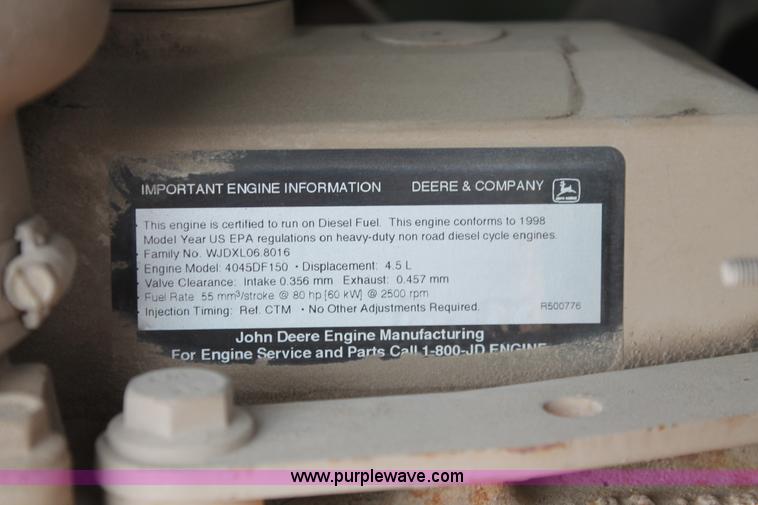 IMPORTANT ENGINE INFORMATION DEERE & COMPANY
This engine is certified to run on Diesel Fuel. This engine conforms to 1998
Model Year US EPA regulations on heavy-duty non road diesel cycle engines.
Family No. WJDXL06.8016
Engine Model: 4045DF150 · Displacement: 4.5 L
Valve Clearance: Intake 0.356 mm Exhaust: 0.457 mm
Fuel Rate 55 mm³/stroke @ 80 hp [60 kW] @ 2500 rpm
Injection Timing: Ref. CTM · No Other Adjustments Required. R500776
John Deere Engine Manufacturing
For Engine Service and Parts Call 1-800-JD ENGINE
www.purplewave.com